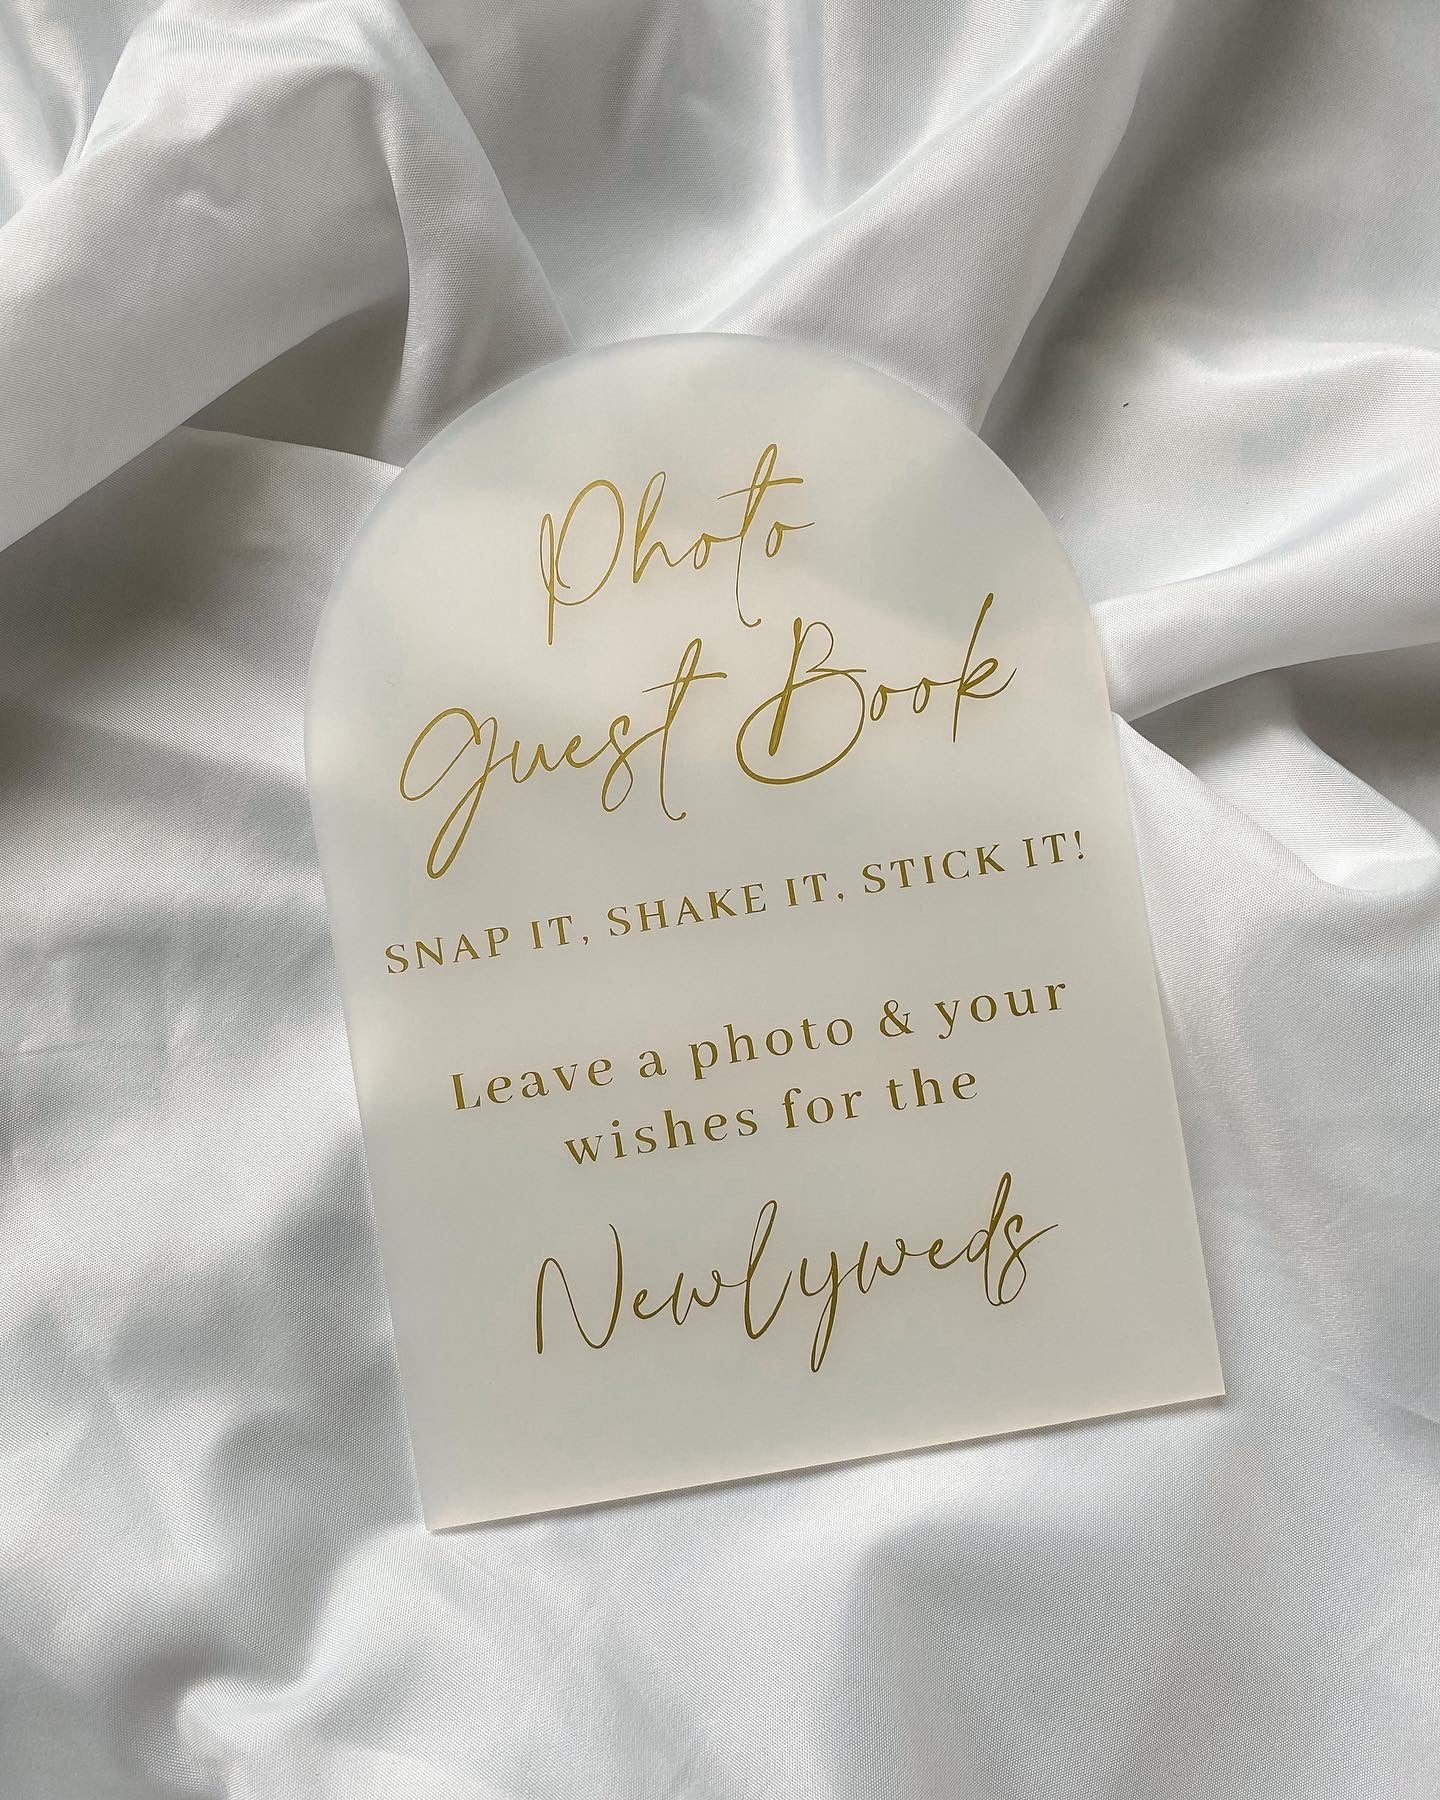 Photo
Guest Book
SNAP IT, SHAKE IT, STICK IT!
Leave a photo & your
wishes for the
Newlyweds